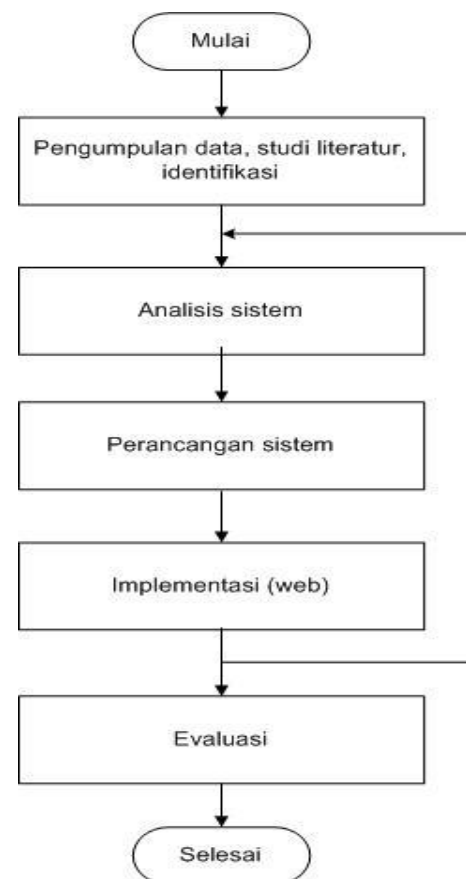 Mulai
Pengumpulan data, studi literatur,
identifikasi
Analisis sistem
Perancangan sistem
Implementasi (web)
Evaluasi
Selesai